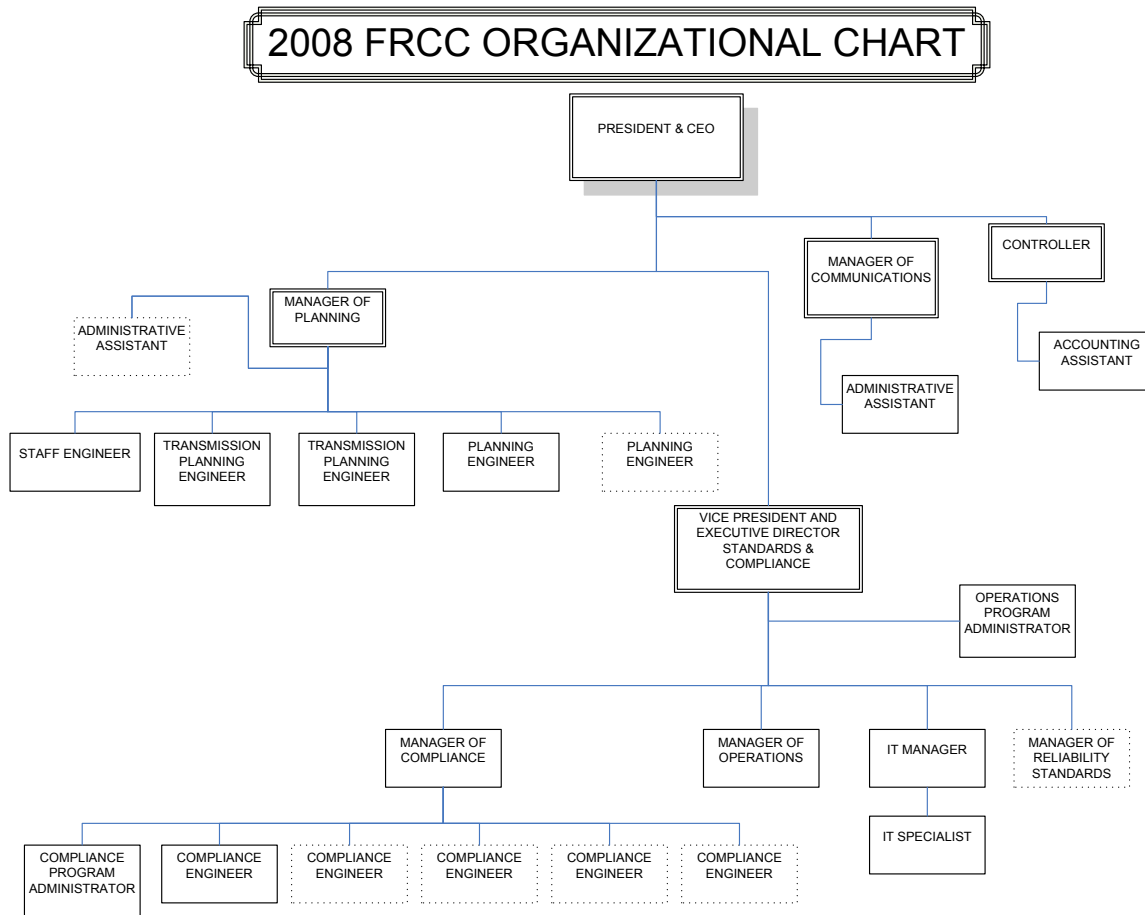 2008 FRCC ORGANIZATIONAL CHART
PRESIDENT & CEO
MANAGER OF
COMMUNICATIONS
CONTROLLER
MANAGER OF
PLANNING
ADMINISTRATIVE
ASSISTANT
ACCOUNTING
ASSISTANT
ADMINISTRATIVE
ASSISTANT
STAFF ENGINEER
TRANSMISSION
PLANNING
ENGINEER
TRANSMISSION
PLANNING
ENGINEER
PLANNING
ENGINEER
PLANNING
ENGINEER
VICE PRESIDENT AND
EXECUTIVE DIRECTOR
STANDARDS &
COMPLIANCE
OPERATIONS
PROGRAM
ADMINISTRATOR
MANAGER OF
COMPLIANCE
MANAGER OF
OPERATIONS
IT MANAGER
MANAGER OF
RELIABILITY
STANDARDS
IT SPECIALIST
COMPLIANCE
PROGRAM
ADMINISTRATOR
COMPLIANCE
ENGINEER
COMPLIANCE
ENGINEER
COMPLIANCE
ENGINEER
COMPLIANCE
ENGINEER
COMPLIANCE
ENGINEER